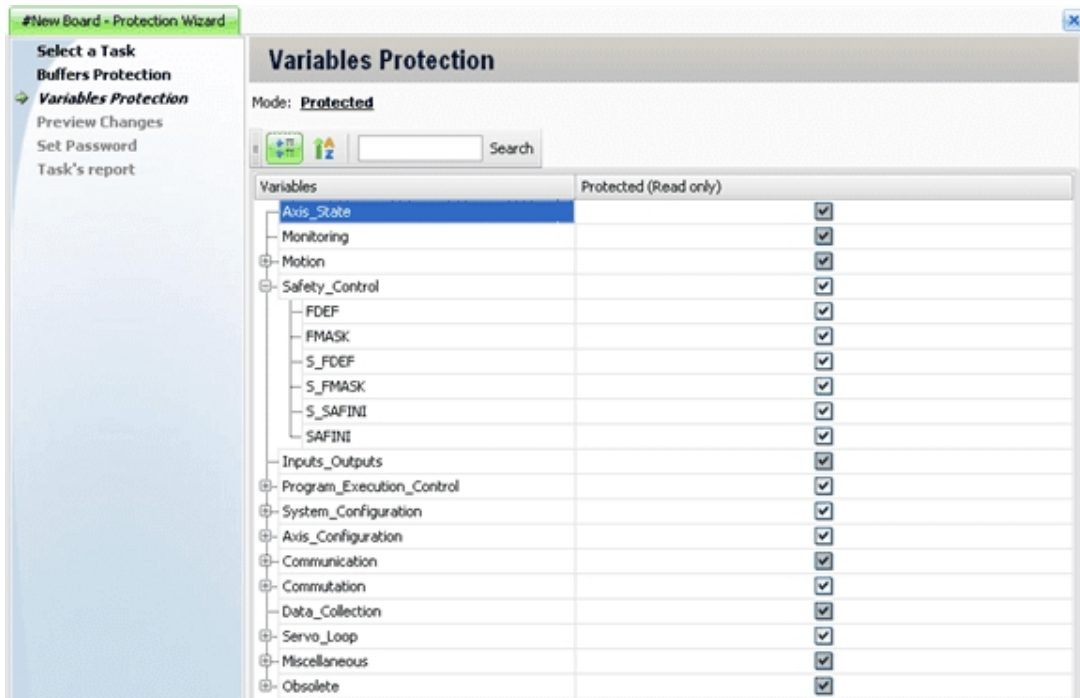 #New Board - Protection Wizard
Select a Task
Buffers Protection
Variables Protection
Preview Changes
Set Password
Task's report
Variables Protection
Mode: Protected
Search
Variables Protected (Read only)
Axis_State
Monitoring
Motion
Safety_Control
FDEF
FMASK
S_FDEF
S_FMASK
S_SAFINI
SAFINI
Inputs_Outputs
Program_Execution_Control
System_Configuration
Axis_Configuration
Communication
Commutation
Data_Collection
Servo_Loop
Miscellaneous
Obsolete